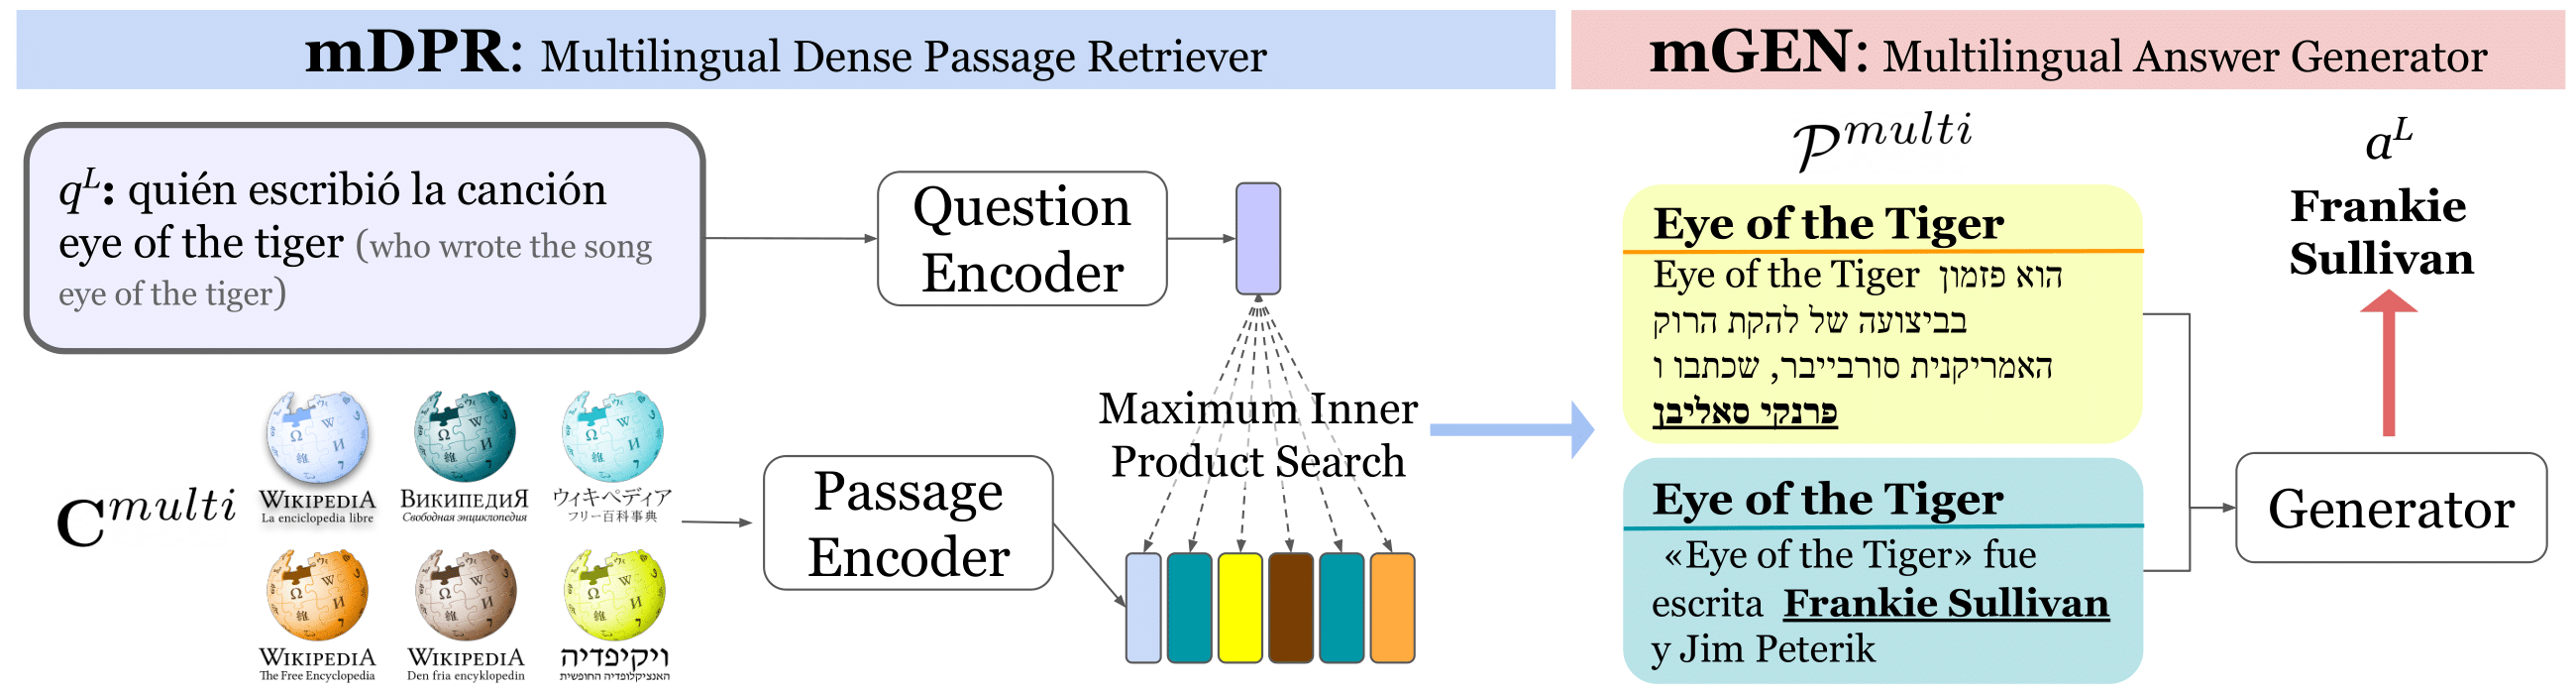 mDPR: Multilingual Dense Passage Retriever
mGEN: Multilingual Answer Generator
q^L: quién escribió la canción
eye of the tiger (who wrote the song
eye of the tiger)
Question
Encoder
C^multi
WIKIPEDIA
La enciclopedia libre
ВИКИПЕДИЯ
Свободная энциклопедия
ウィキペディア
フリー百科事典
WIKIPEDIA
The Free Encyclopedia
WIKIPEDIA
Den fria encyklopedin
ויקיפדיה
האנציקלופדיה החופשית
Passage
Encoder
Maximum Inner
Product Search
P^multi
Eye of the Tiger
Eye of the Tiger הוא פזמון
בביצועה של להקת הרוק
האמריקנית סורבייבר, שכתבו ו
פרנקי סאליבן
Eye of the Tiger
«Eye of the Tiger» fue
escrita Frankie Sullivan
y Jim Peterik
a^L
Frankie
Sullivan
Generator